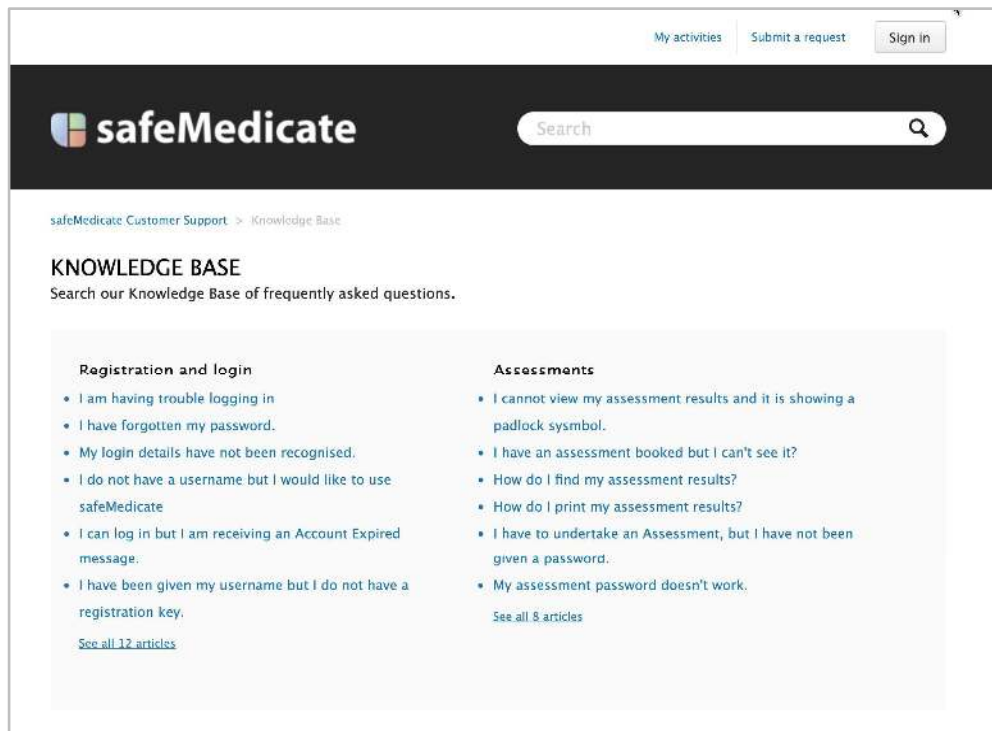 My activities
Submit a request
Sign in
safeMedicate
Search
safeMedicate Customer Support > Knowledge Base
KNOWLEDGE BASE
Search our Knowledge Base of frequently asked questions.
Registration and login
I am having trouble logging in
I have forgotten my password.
My login details have not been recognised.
I do not have a username but I would like to use
safeMedicate
I can log in but I am receiving an Account Expired
message.
I have been given my username but I do not have a
registration key.
See all 12 articles
Assessments
I cannot view my assessment results and it is showing a
padlock sysmbol.
I have an assessment booked but I can't see it?
How do I find my assessment results?
How do I print my assessment results?
I have to undertake an Assessment, but I have not been
given a password.
My assessment password doesn't work.
See all 8 articles